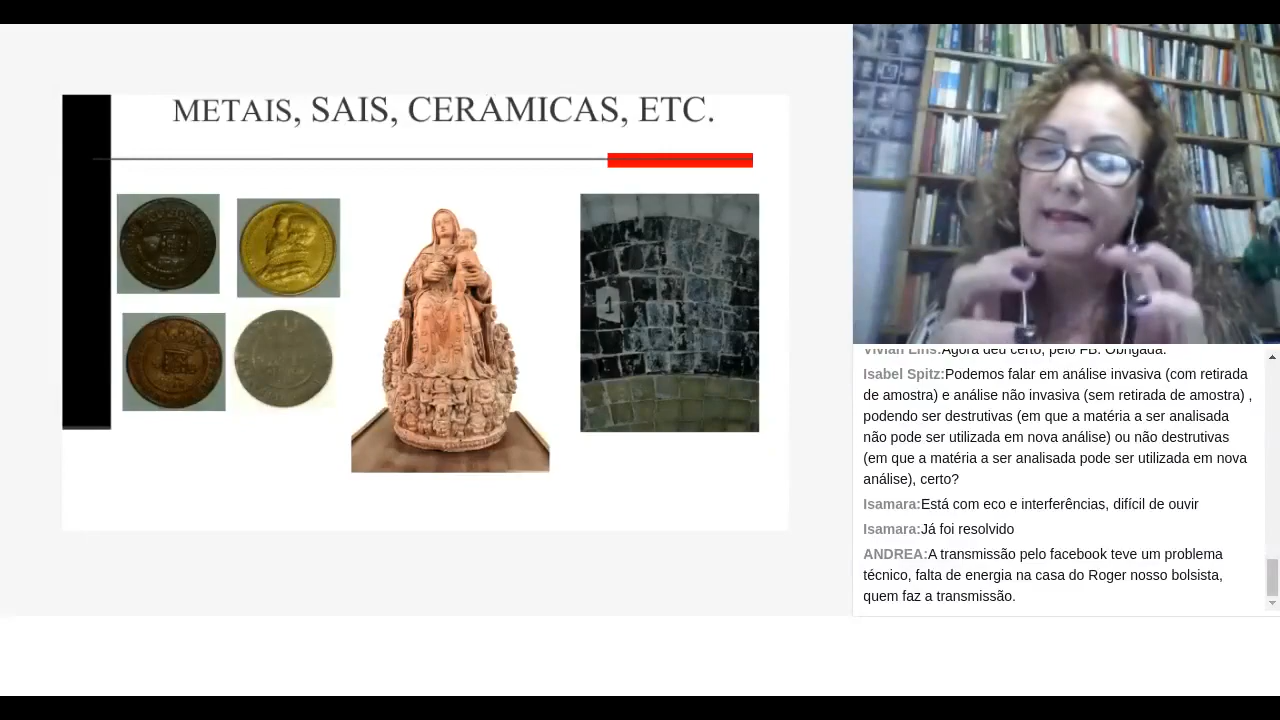 METAIS, SAIS, CERÂMICAS, ETC.
1
Vivian Lins:Agora deu certo, pelo FB. Obrigada.
Isabel Spitz:Podemos falar em análise invasiva (com retirada
de amostra) e análise não invasiva (sem retirada de amostra) ,
podendo ser destrutivas (em que a matéria a ser analisada
não pode ser utilizada em nova análise) ou não destrutivas
(em que a matéria a ser analisada pode ser utilizada em nova
análise), certo?
Isamara:Está com eco e interferências, difícil de ouvir
Isamara:Já foi resolvido
ANDREA:A transmissão pelo facebook teve um problema
técnico, falta de energia na casa do Roger nosso bolsista,
quem faz a transmissão.